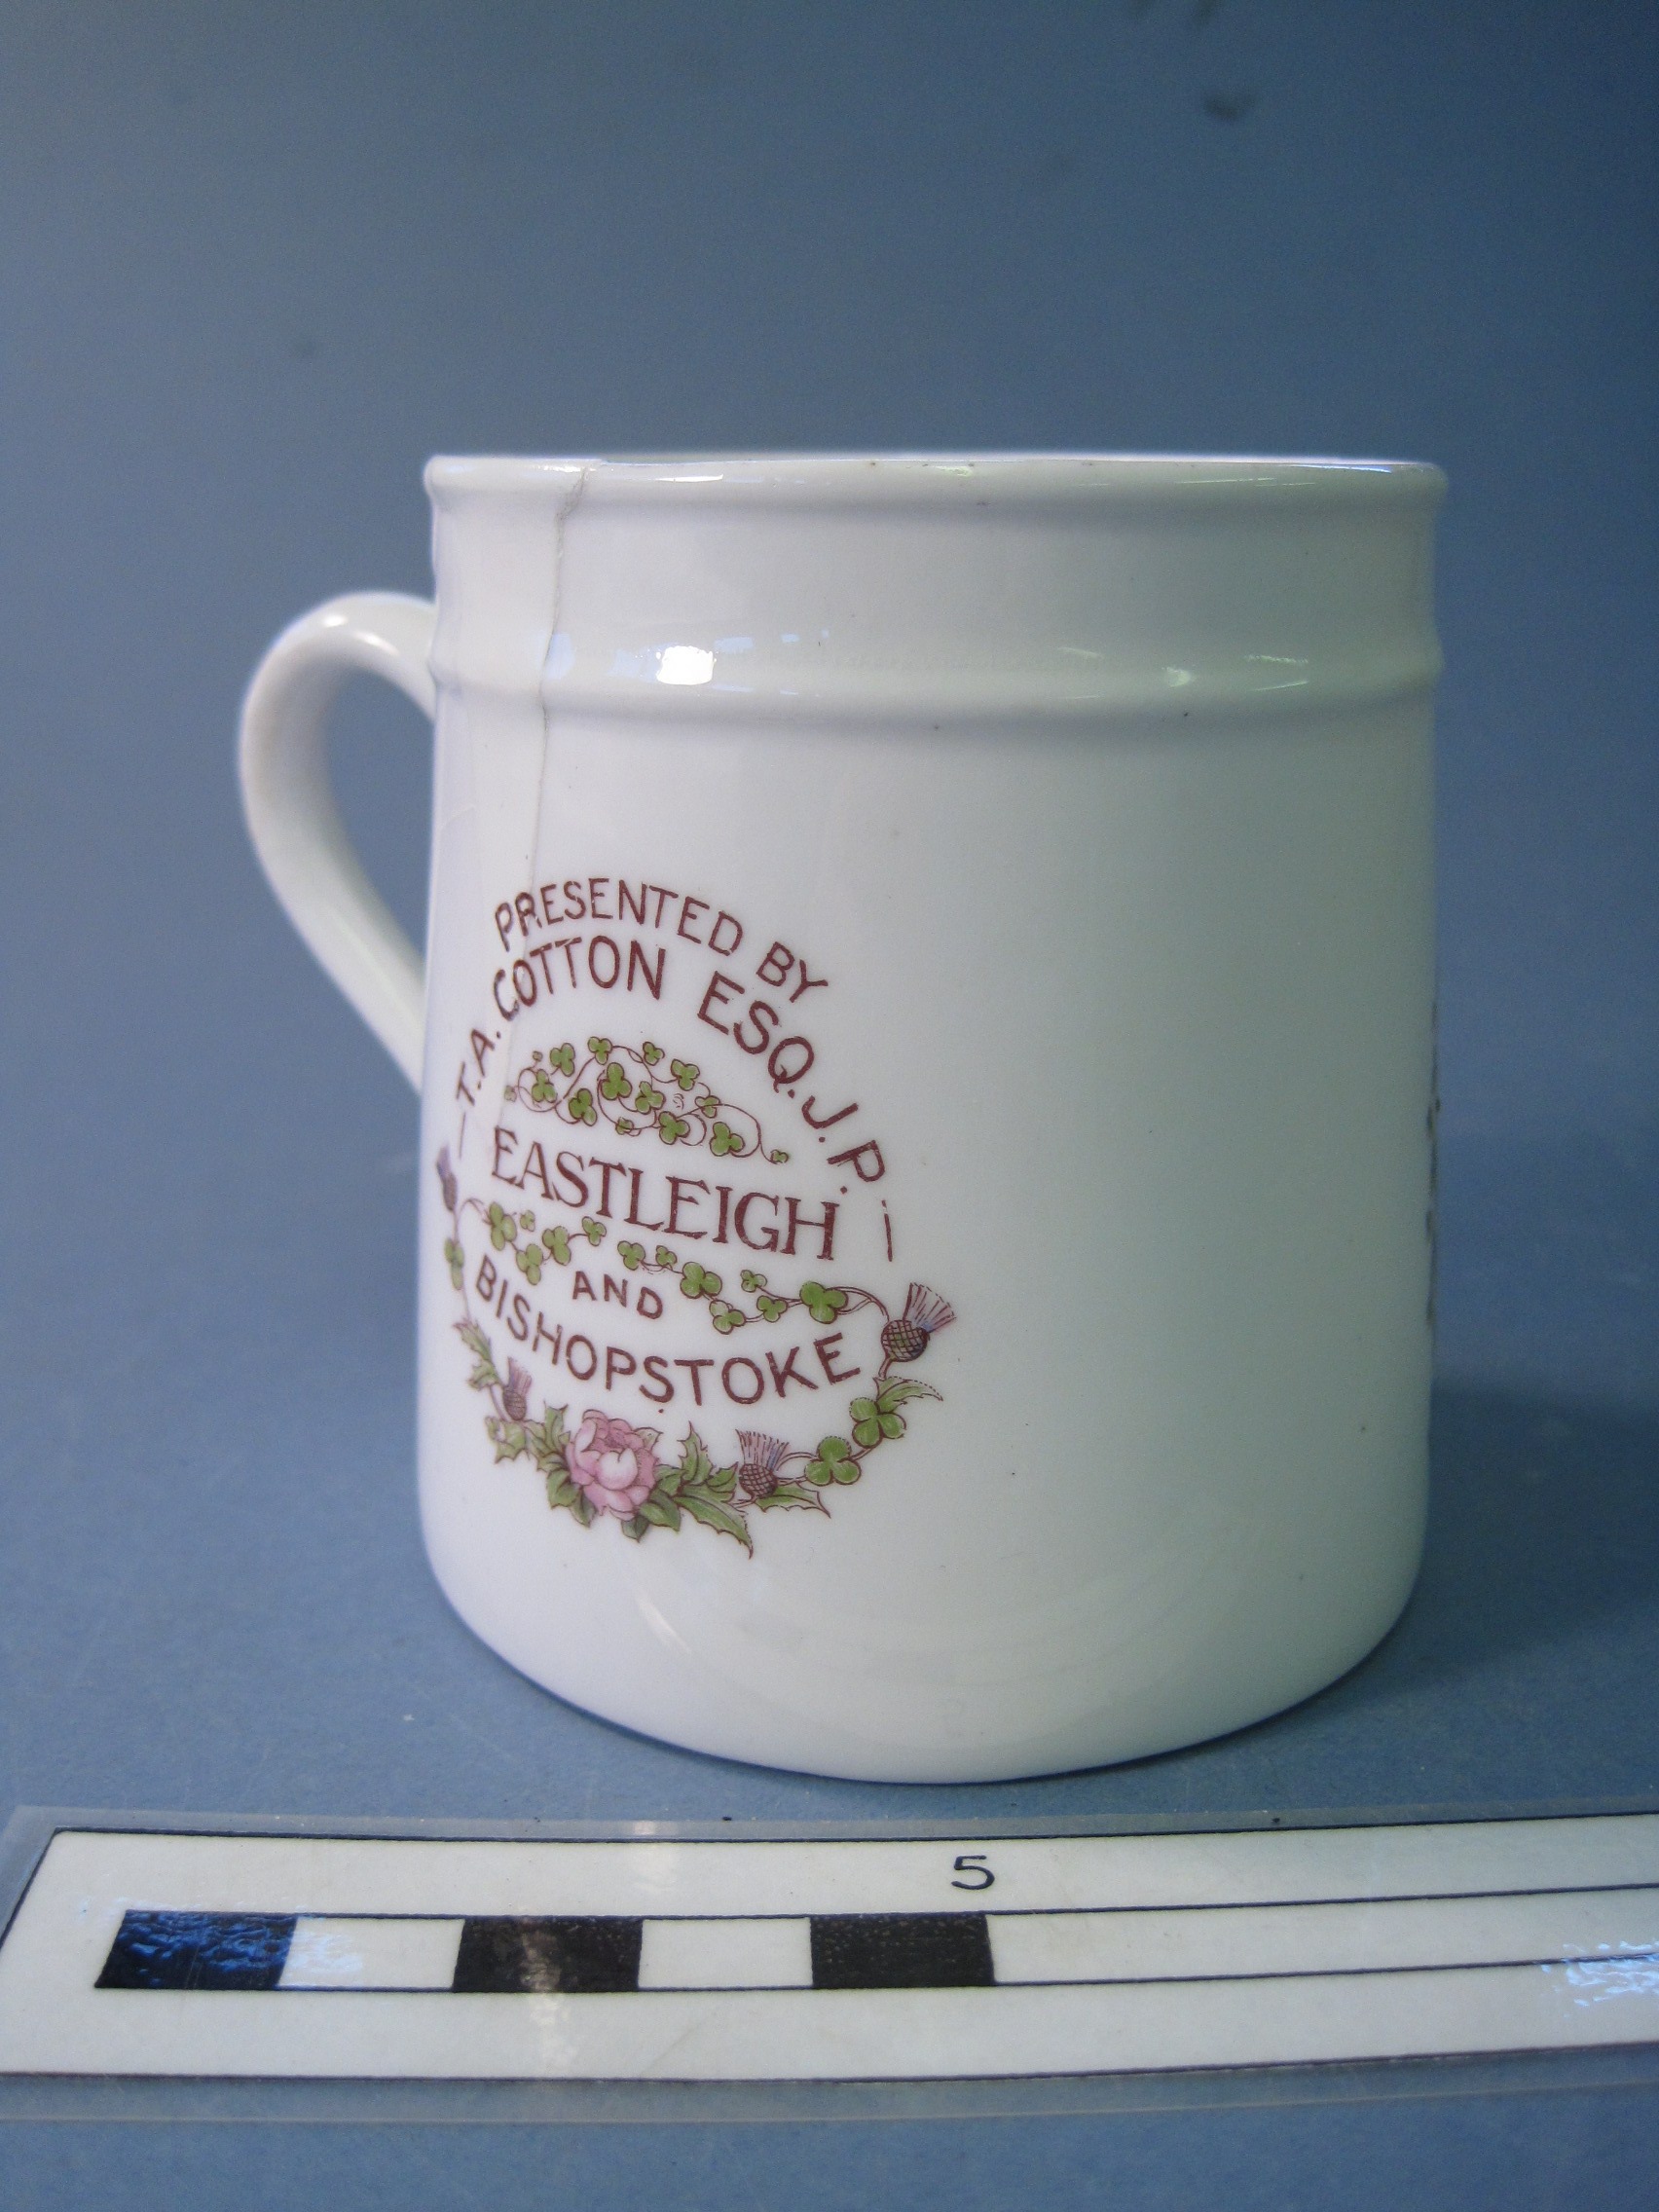 PRESENTED BY
T.A. COTTON ESQ. J.P.
EASTLEIGH
AND
BISHOPSTOKE
5